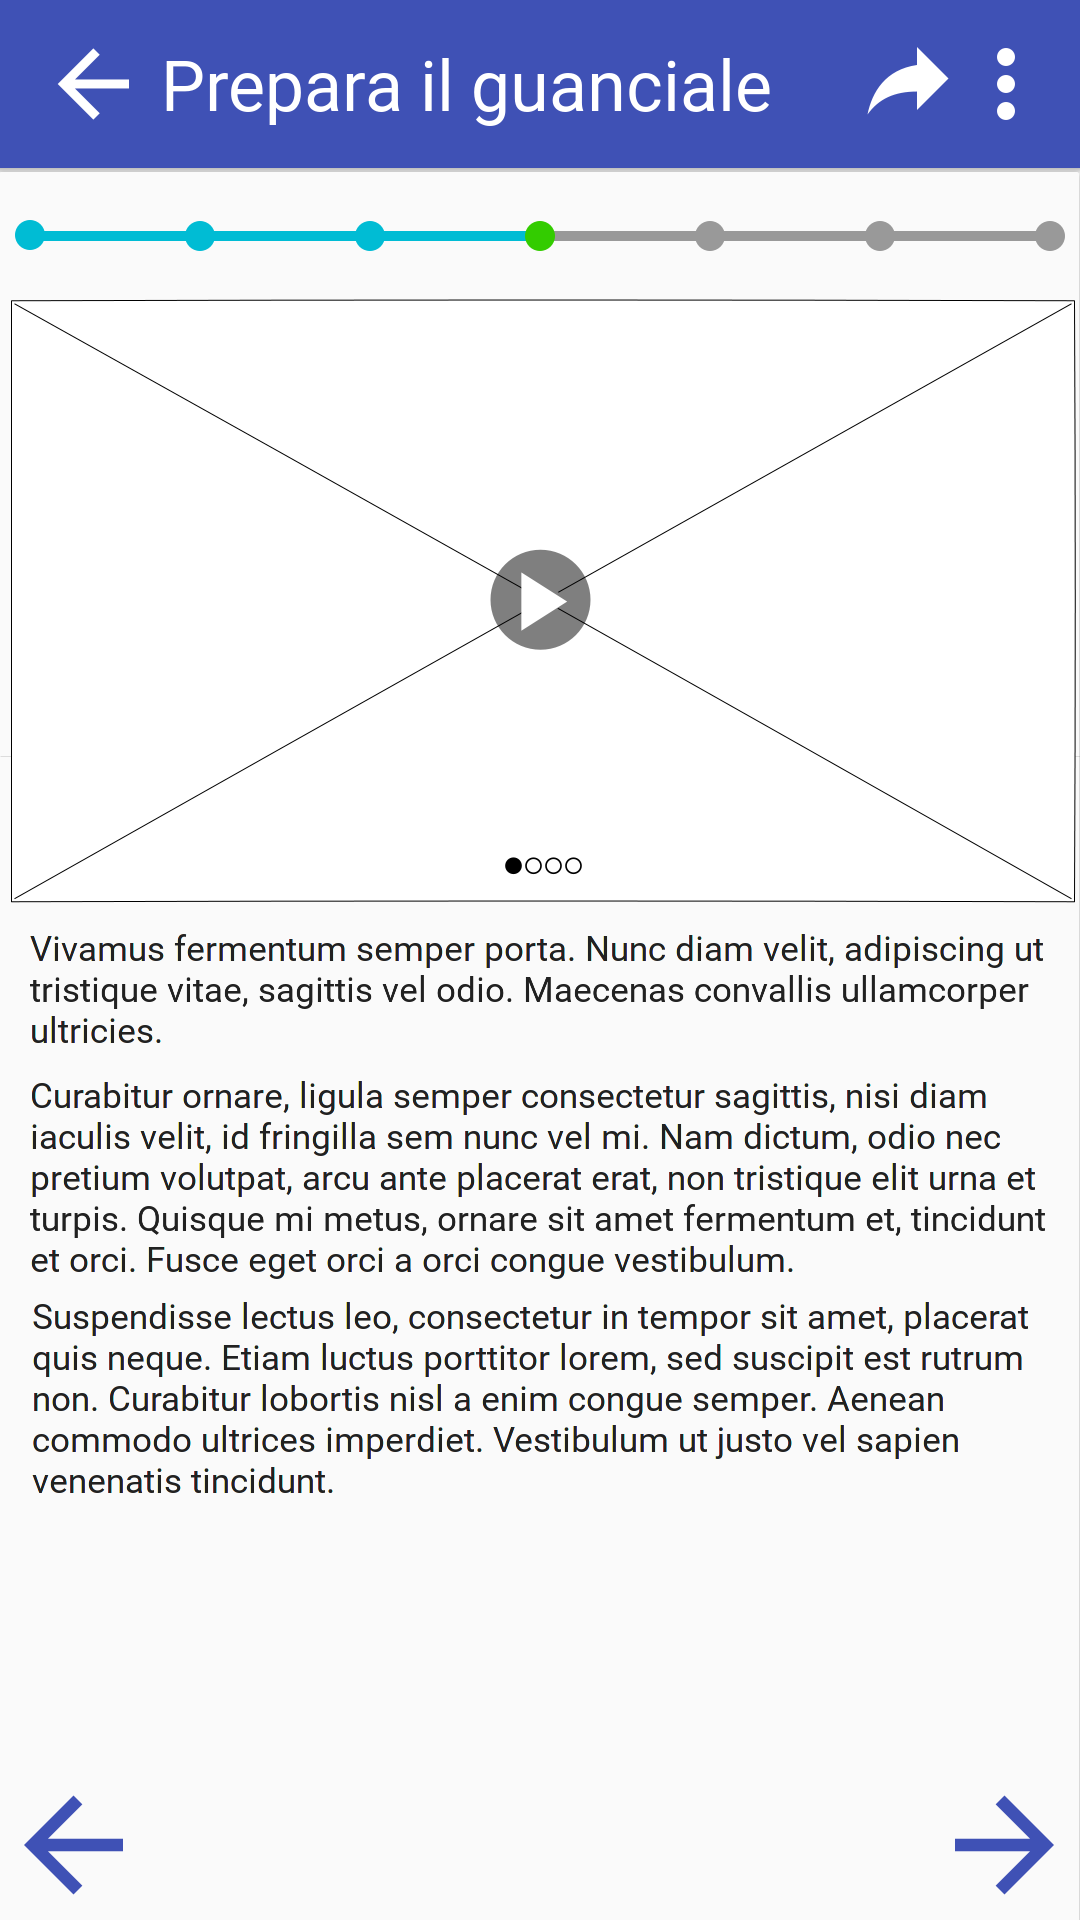 Prepara il guanciale
Vivamus fermentum semper porta. Nunc diam velit, adipiscing ut
tristique vitae, sagittis vel odio. Maecenas convallis ullamcorper
ultricies.
Curabitur ornare, ligula semper consectetur sagittis, nisi diam
iaculis velit, id fringilla sem nunc vel mi. Nam dictum, odio nec
pretium volutpat, arcu ante placerat erat, non tristique elit urna et
turpis. Quisque mi metus, ornare sit amet fermentum et, tincidunt
et orci. Fusce eget orci a orci congue vestibulum.
Suspendisse lectus leo, consectetur in tempor sit amet, placerat
quis neque. Etiam luctus porttitor lorem, sed suscipit est rutrum
non. Curabitur lobortis nisl a enim congue semper. Aenean
commodo ultrices imperdiet. Vestibulum ut justo vel sapien
venenatis tincidunt.